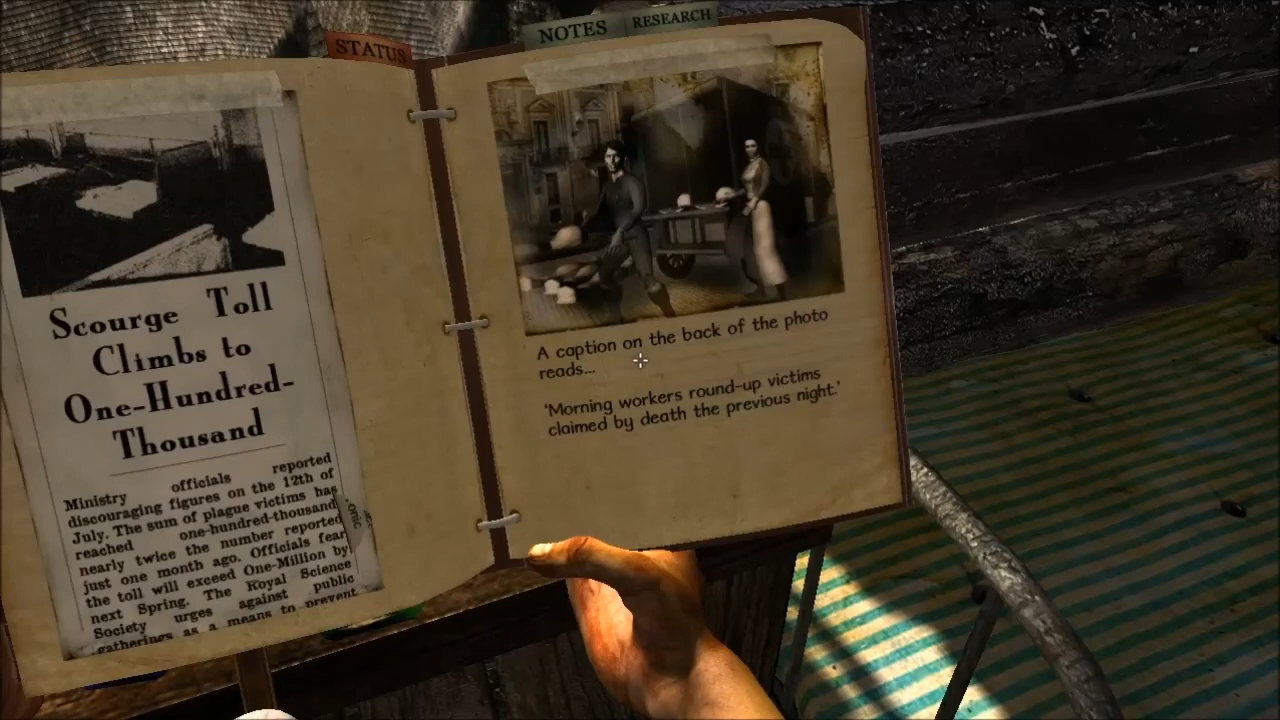 STATUS
NOTES
RESEARCH
Scourge Toll
Climbs to
One-Hundred-
Thousand
Ministry officials reported
discouraging figures on the 12th of
July. The sum of plague victims has
reached one-hundred-thousand
nearly twice the number reported
just one month ago. Officials fear
the toll will exceed One-Million by
next Spring. The Royal Science
Society urges against public
gatherings as a means to prevent
A caption on the back of the photo
reads...
'Morning workers round-up victims
claimed by death the previous night.'